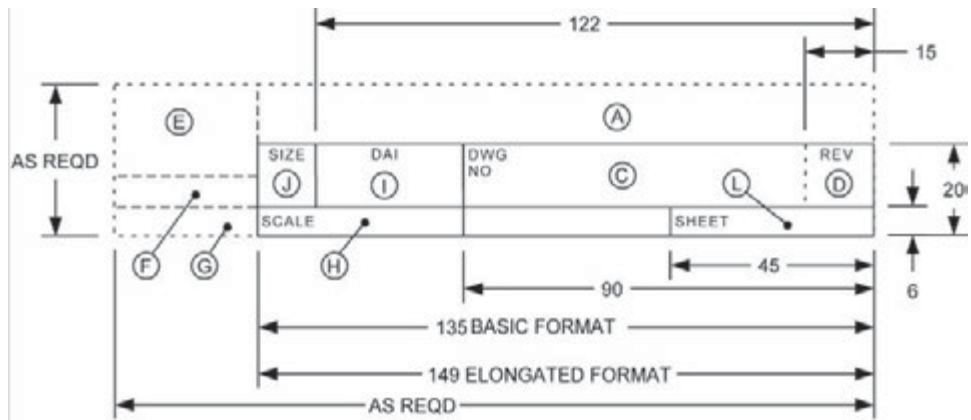 122
15
E
A
AS REQD
SIZE
DAI
DWG
NO
REV
J
I
C
L
D
20
SCALE
SHEET
F
G
H
45
6
90
135 BASIC FORMAT
149 ELONGATED FORMAT
AS REQD